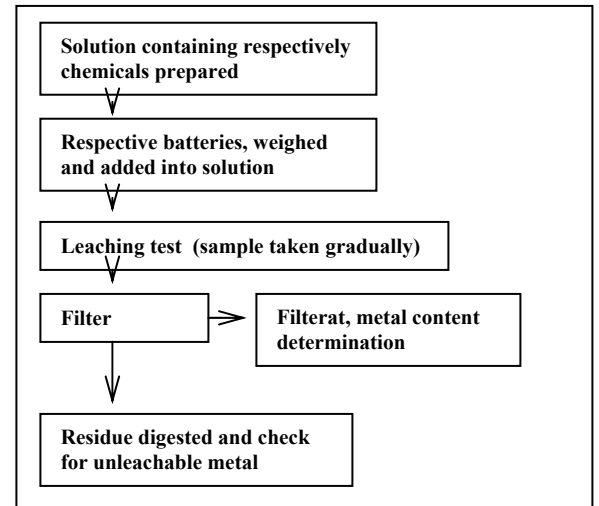 Solution containing respectively
chemicals prepared
Respective batteries, weighed
and added into solution
Leaching test (sample taken gradually)
Filter
Filterat, metal content
determination
Residue digested and check
for unleachable metal